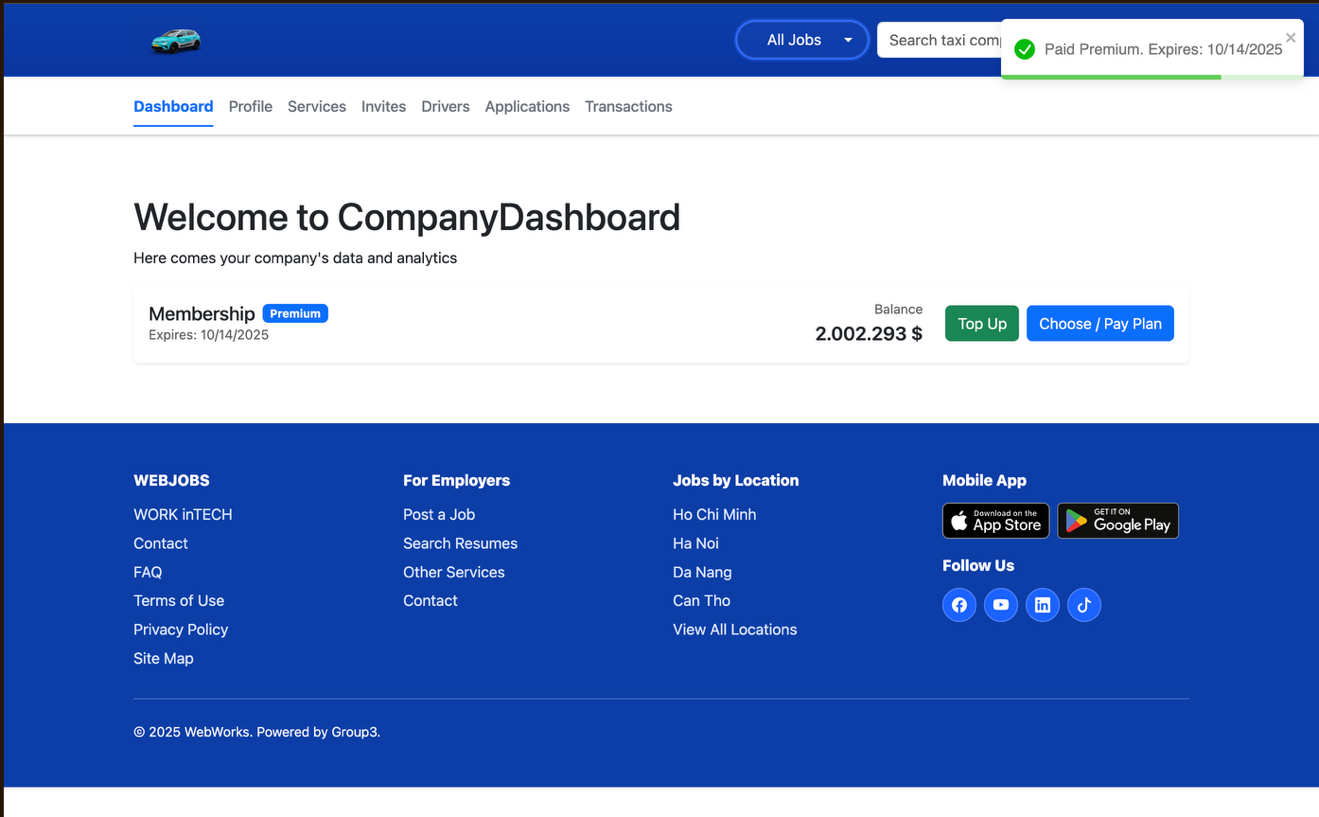 All Jobs
Search taxi com
Paid Premium. Expires: 10/14/2025
Dashboard Profile Services Invites Drivers Applications Transactions
Welcome to CompanyDashboard
Here comes your company's data and analytics
Membership Premium
Expires: 10/14/2025
Balance
2.002.293 $
Top Up
Choose / Pay Plan
WEBJOBS
WORK inTECH
Contact
FAQ
Terms of Use
Privacy Policy
Site Map
For Employers
Post a Job
Search Resumes
Other Services
Contact
Jobs by Location
Ho Chi Minh
Ha Noi
Da Nang
Can Tho
View All Locations
Mobile App
Download on the
App Store
GET IT ON
Google Play
Follow Us
© 2025 WebWorks. Powered by Group3.